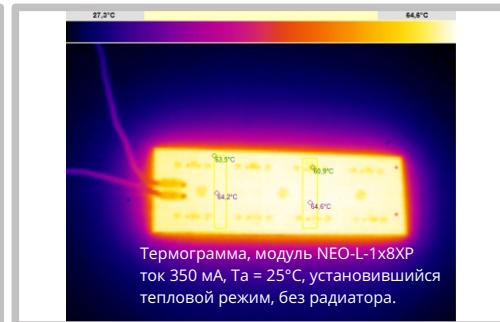 27,3°C 64,6°C
63,5°C
60,9°C
64,2°C
64,6°C
Термограмма, модуль NEO-L-1x8XP
ток 350 мА, Ta = 25°C, установившийся
тепловой режим, без радиатора.